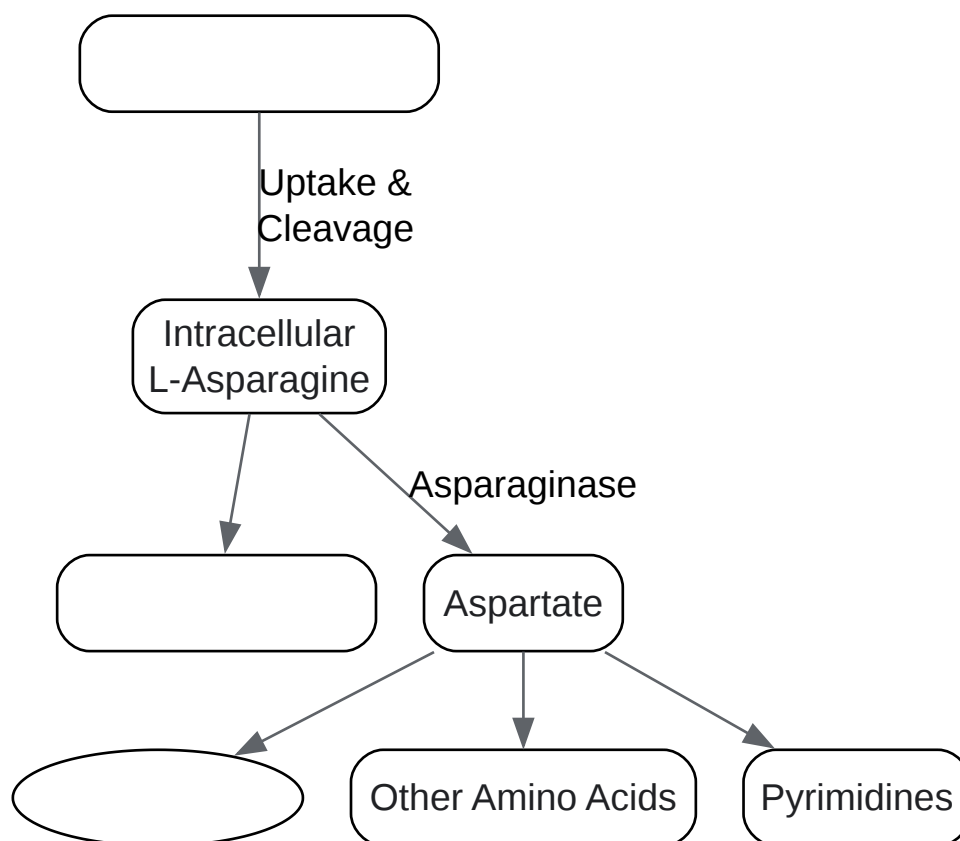 Uptake &
Cleavage
Intracellular
L-Asparagine
Asparaginase
Aspartate
Other Amino Acids
Pyrimidines